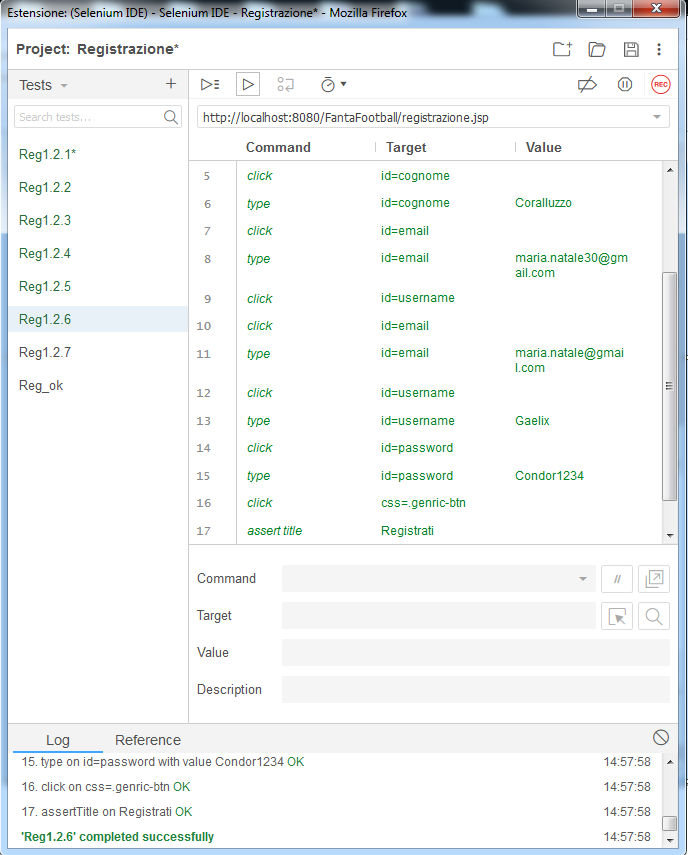 Estensione: (Selenium IDE) - Selenium IDE - Registrazione* - Mozilla Firefox
Project: Registrazione*
Tests
+
REC
Search tests...
http://localhost:8080/FantaFootball/registrazione.jsp
Command Target Value
Reg1.2.1*
Reg1.2.2
Reg1.2.3
Reg1.2.4
Reg1.2.5
Reg1.2.6
Reg1.2.7
Reg_ok
5 click id=cognome
6 type id=cognome Coralluzzo
7 click id=email
8 type id=email maria.natale30@gm
ail.com
9 click id=username
10 click id=email
11 type id=email maria.natale@gmai
l.com
12 click id=username
13 type id=username Gaelix
14 click id=password
15 type id=password Condor1234
16 click css=.genric-btn
17 assert title Registrati
Command //
Target
Value
Description
Log Reference
15. type on id=password with value Condor1234 OK 14:57:58
16. click on css=.genric-btn OK 14:57:58
17. assertTitle on Registrati OK 14:57:58
'Reg1.2.6' completed successfully 14:57:58